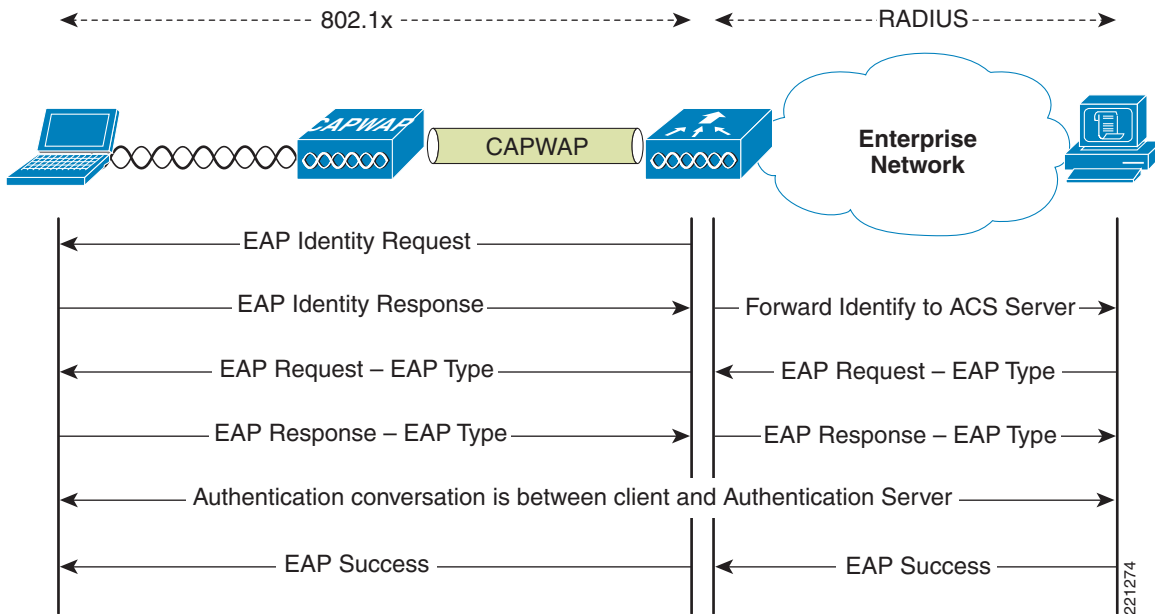 802.1x
RADIUS
CAPWAP
CAPWAP
Enterprise
Network
EAP Identity Request
EAP Identity Response
Forward Identify to ACS Server
EAP Request – EAP Type
EAP Request – EAP Type
EAP Response – EAP Type
EAP Response – EAP Type
Authentication conversation is between client and Authentication Server
EAP Success
EAP Success
221274